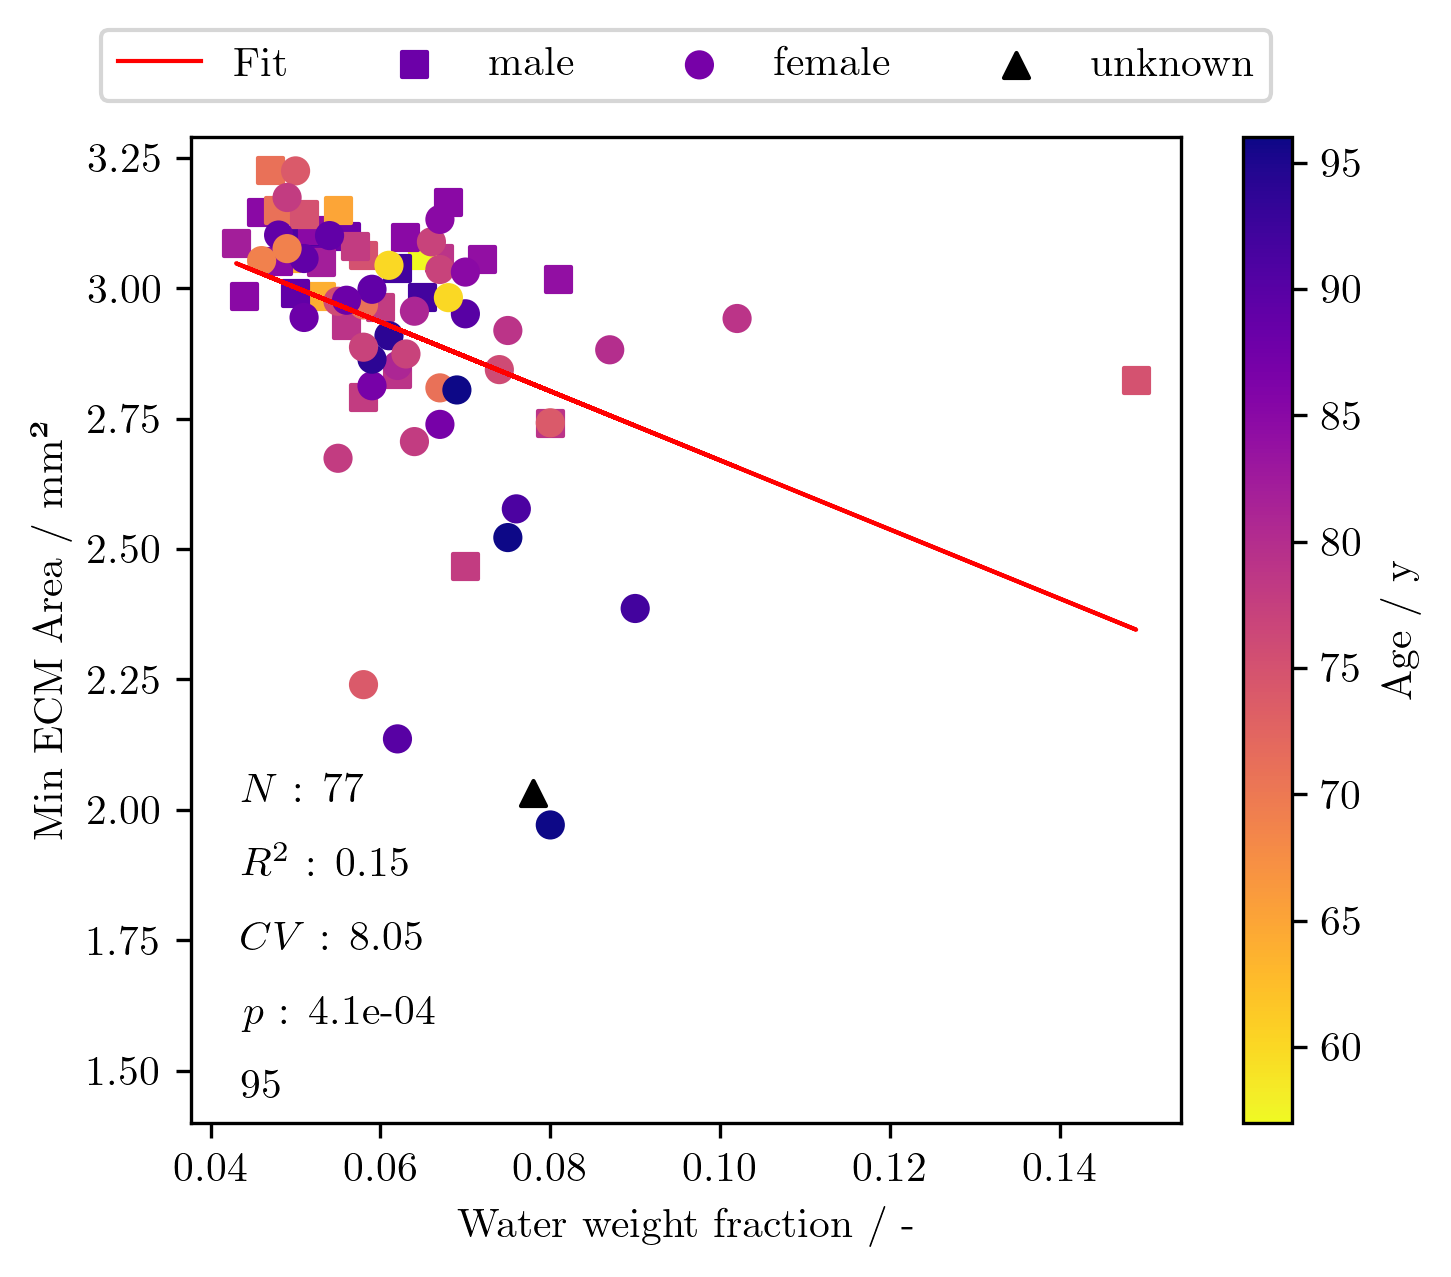 Fit male female unknown
3.25
3.00
2.75
2.50
2.25
2.00
1.75
1.50
Min ECM Area / mm²
N : 77
R² : 0.15
CV : 8.05
p : 4.1e-04
95
0.04 0.06 0.08 0.10 0.12 0.14
Water weight fraction / -
95
90
85
80
75
70
65
60
Age / y